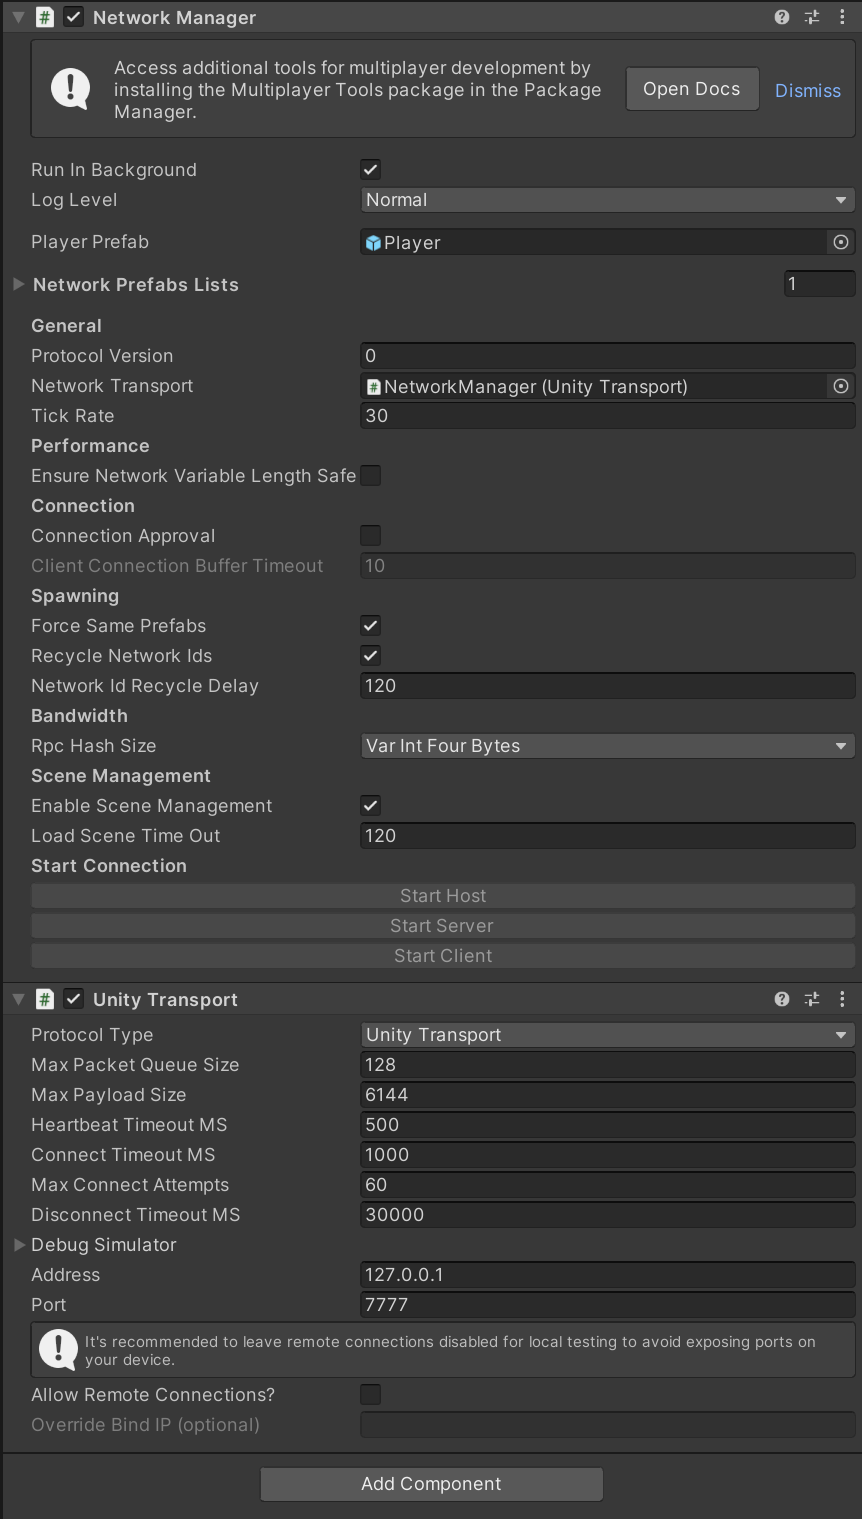 Network Manager
Access additional tools for multiplayer development by
installing the Multiplayer Tools package in the Package
Manager.
Open Docs
Dismiss
Run In Background
Log Level
Normal
Player Prefab
Player
Network Prefabs Lists
1
General
Protocol Version
0
Network Transport
NetworkManager (Unity Transport)
Tick Rate
30
Performance
Ensure Network Variable Length Safe
Connection
Connection Approval
Client Connection Buffer Timeout
10
Spawning
Force Same Prefabs
Recycle Network Ids
Network Id Recycle Delay
120
Bandwidth
Rpc Hash Size
Var Int Four Bytes
Scene Management
Enable Scene Management
Load Scene Time Out
120
Start Connection
Start Host
Start Server
Start Client
Unity Transport
Protocol Type
Unity Transport
Max Packet Queue Size
128
Max Payload Size
6144
Heartbeat Timeout MS
500
Connect Timeout MS
1000
Max Connect Attempts
60
Disconnect Timeout MS
30000
Debug Simulator
Address
127.0.0.1
Port
7777
It's recommended to leave remote connections disabled for local testing to avoid exposing ports on
your device.
Allow Remote Connections?
Override Bind IP (optional)
Add Component